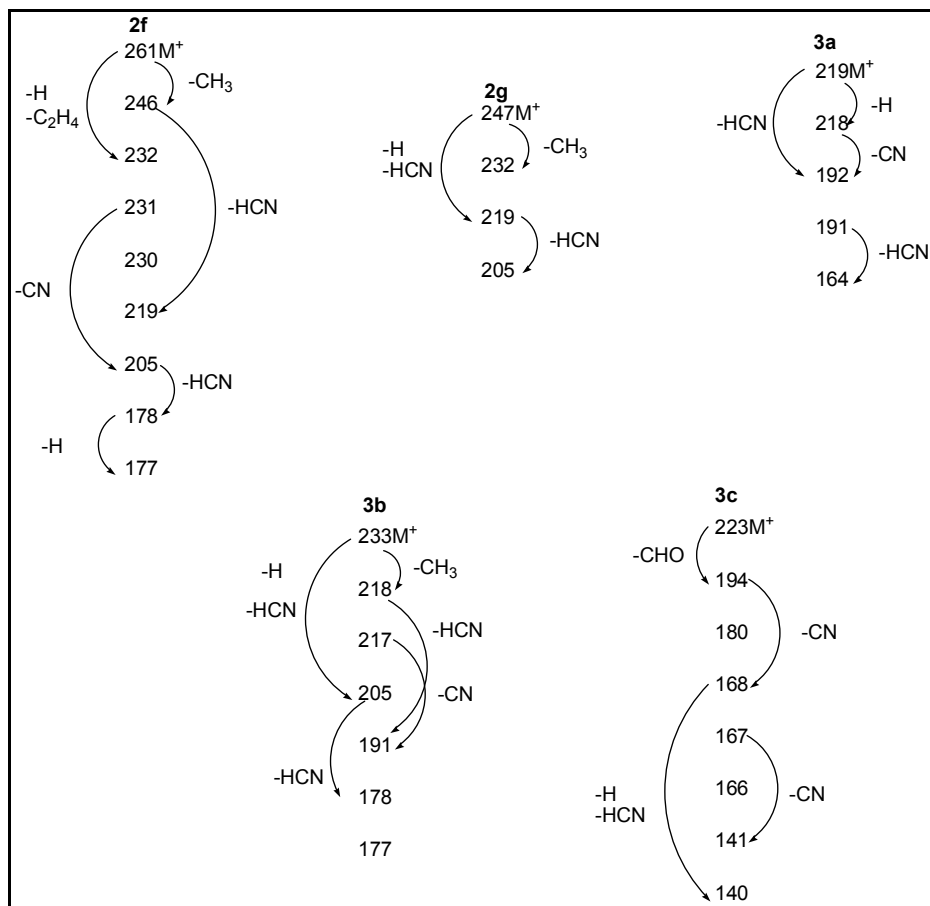 2f
261M⁺
-CH₃
-H
-C₂H₄
246
232
231
-HCN
230
-CN
219
205
-HCN
178
-H
177
2g
247M⁺
-CH₃
-H
-HCN
232
219
-HCN
205
3a
219M⁺
-H
-HCN
218
-CN
192
191
-HCN
164
3b
233M⁺
-CH₃
-H
-HCN
218
-HCN
217
205
-CN
191
-HCN
178
177
3c
223M⁺
-CHO
194
180
-CN
168
167
-H
-HCN
166
-CN
141
140